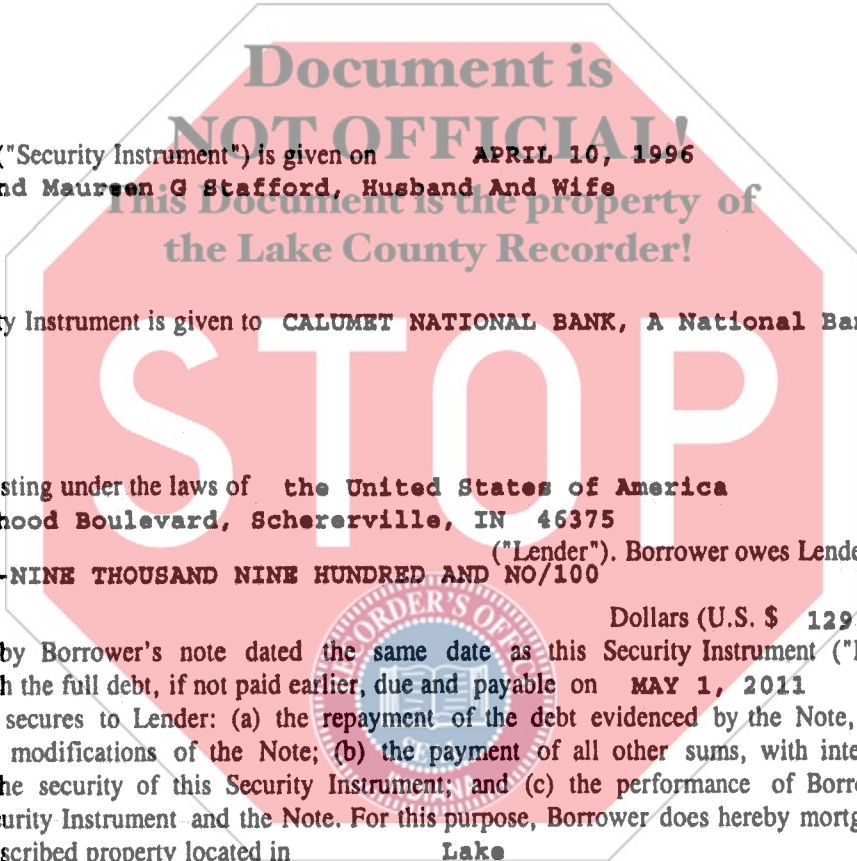 Document is
NOT OFFICIAL!
("Security Instrument") is given on APRIL 10, 1996
nd Maureen G Stafford, Husband And Wife
This Document is the property of
the Lake County Recorder!
ty Instrument is given to CALUMET NATIONAL BANK, A National Ban
STOP
sting under the laws of the United States of America
hood Boulevard, Schererville, IN 46375
("Lender"). Borrower owes Lende
-NINE THOUSAND NINE HUNDRED AND NO/100
RECORDER'S OFFICE
Dollars (U.S. $ 129
by Borrower's note dated the same date as this Security Instrument ("
h the full debt, if not paid earlier, due and payable on MAY 1, 2011
secures to Lender: (a) the repayment of the debt evidenced by the Note,
modifications of the Note; (b) the payment of all other sums, with inte
SEAL
he security of this Security Instrument; and (c) the performance of Borro
INDIANA
urity Instrument and the Note. For this purpose, Borrower does hereby mortg
scribed property located in Lake